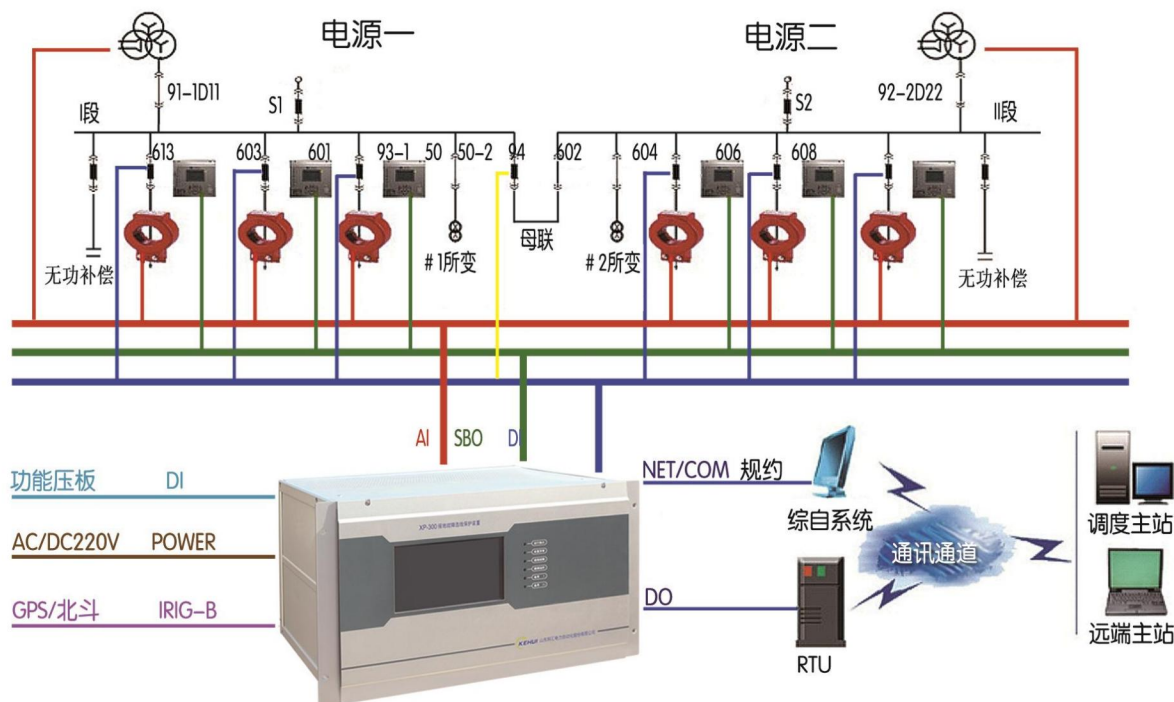 电源一
电源二
91-1D11
92-2D22
S1
S2
I段
II段
613
603
601
93-1
50
50-2
94
602
604
606
608
无功补偿
#1所变
母联
#2所变
无功补偿
AI
SBO
DI
功能压板
DI
AC/DC220V
POWER
GPS/北斗
IRIG-B
NET/COM 规约
综自系统
DO
RTU
通讯通道
调度主站
远端主站
KEHUI